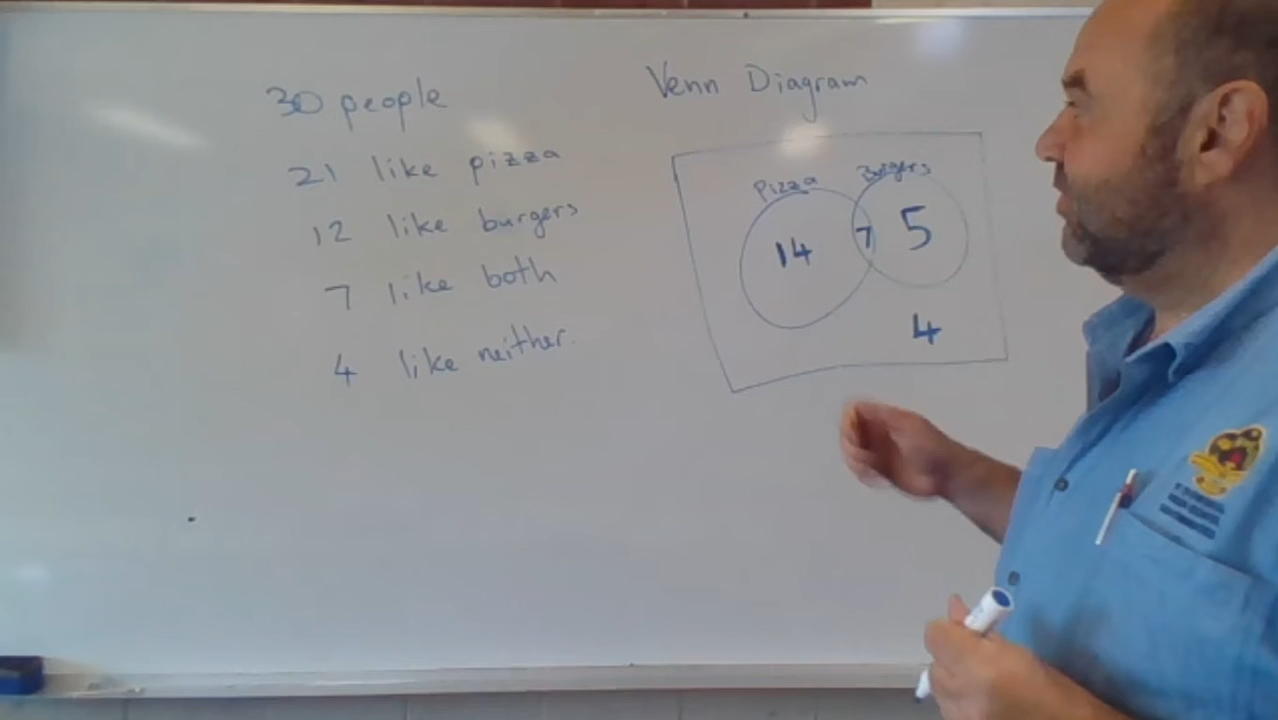 30 people
21 like pizza
12 like burgers
7 like both
4 like neither.
Venn Diagram
Pizza
Burgers
14
7
5
4